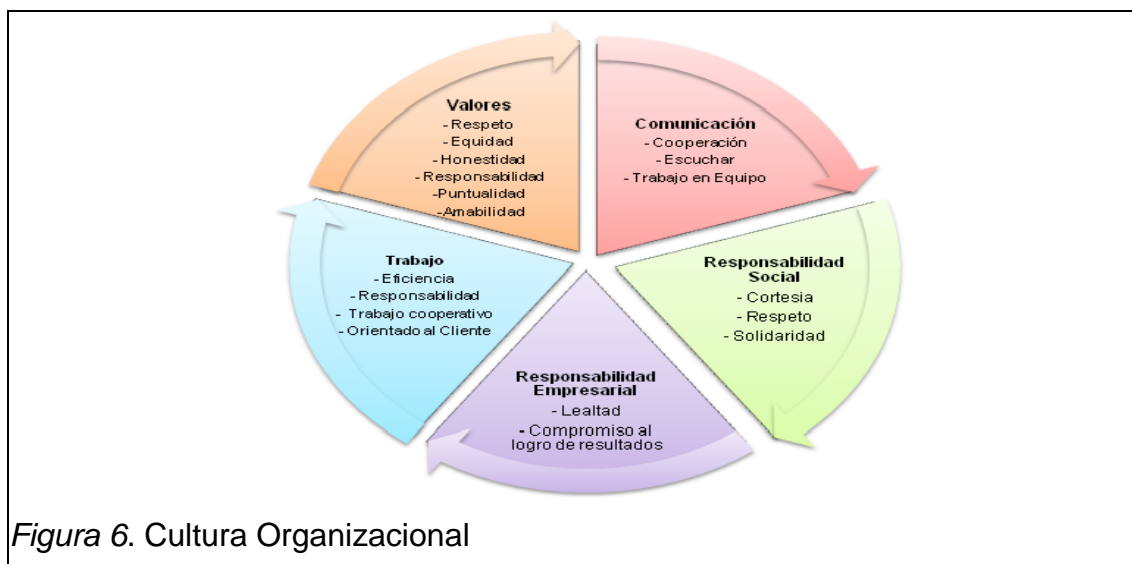 Valores
- Respeto
- Equidad
-Honestidad
-Responsabilidad
-Puntualidad
-Amabilidad
Comunicación
- Cooperación
- Escuchar
-Trabajo en Equipo
Responsabilidad
Social
- Cortesia
- Respeto
- Solidaridad
Responsabilidad
Empresarial
- Lealtad
- Compromiso al
logro de resultados
Trabajo
- Eficiencia
- Responsabilidad
- Trabajo cooperativo
- Orientado al Cliente
Figura 6. Cultura Organizacional